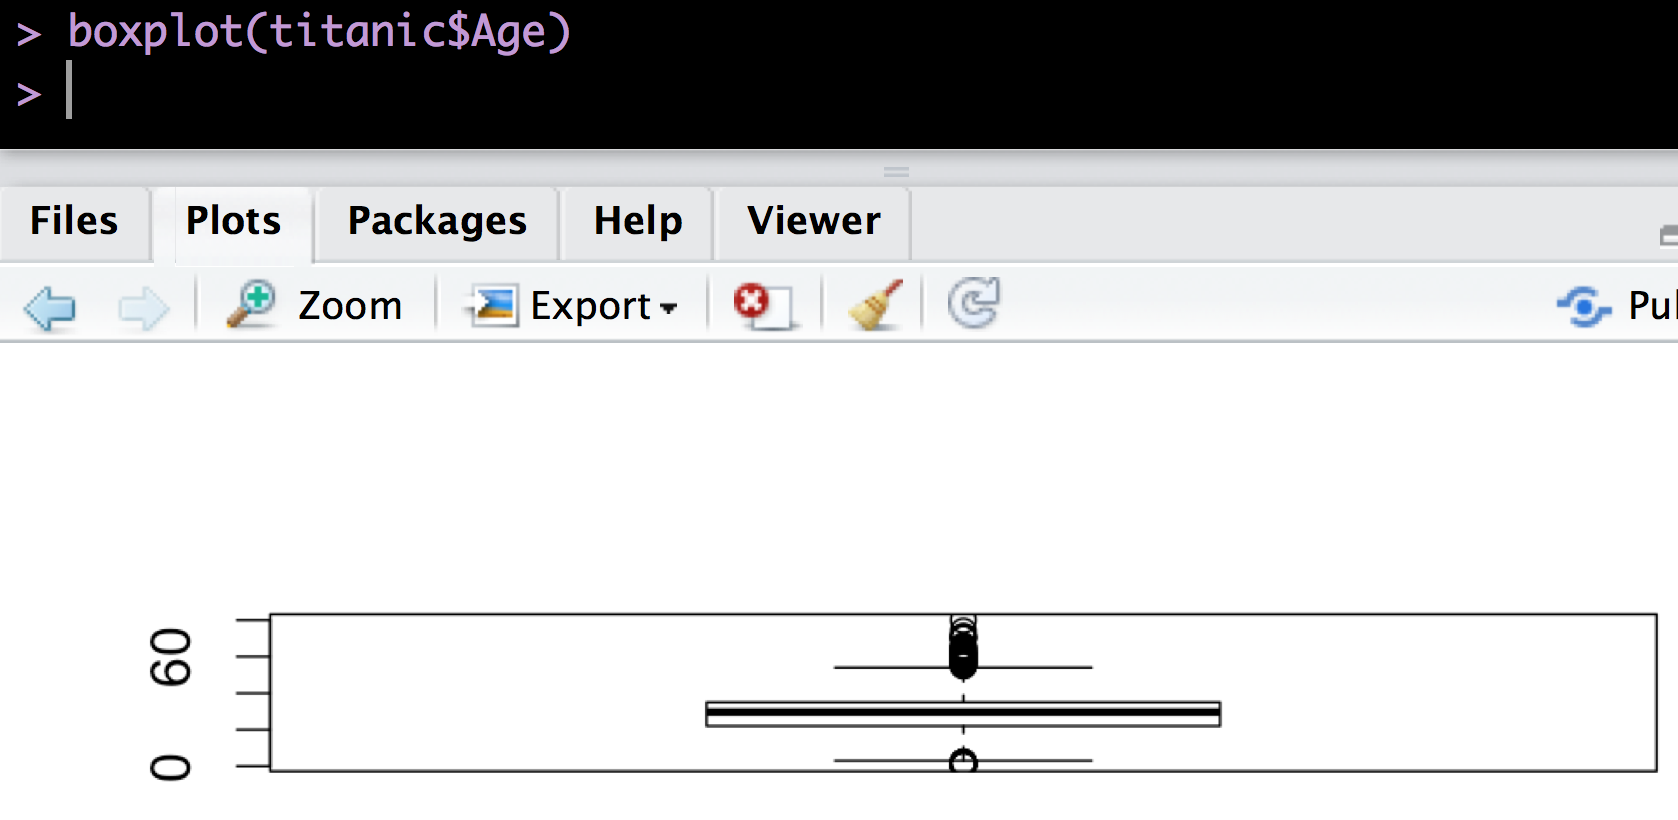 > boxplot(titanic$Age)
>
Files Plots Packages Help Viewer
Zoom Export
60
0